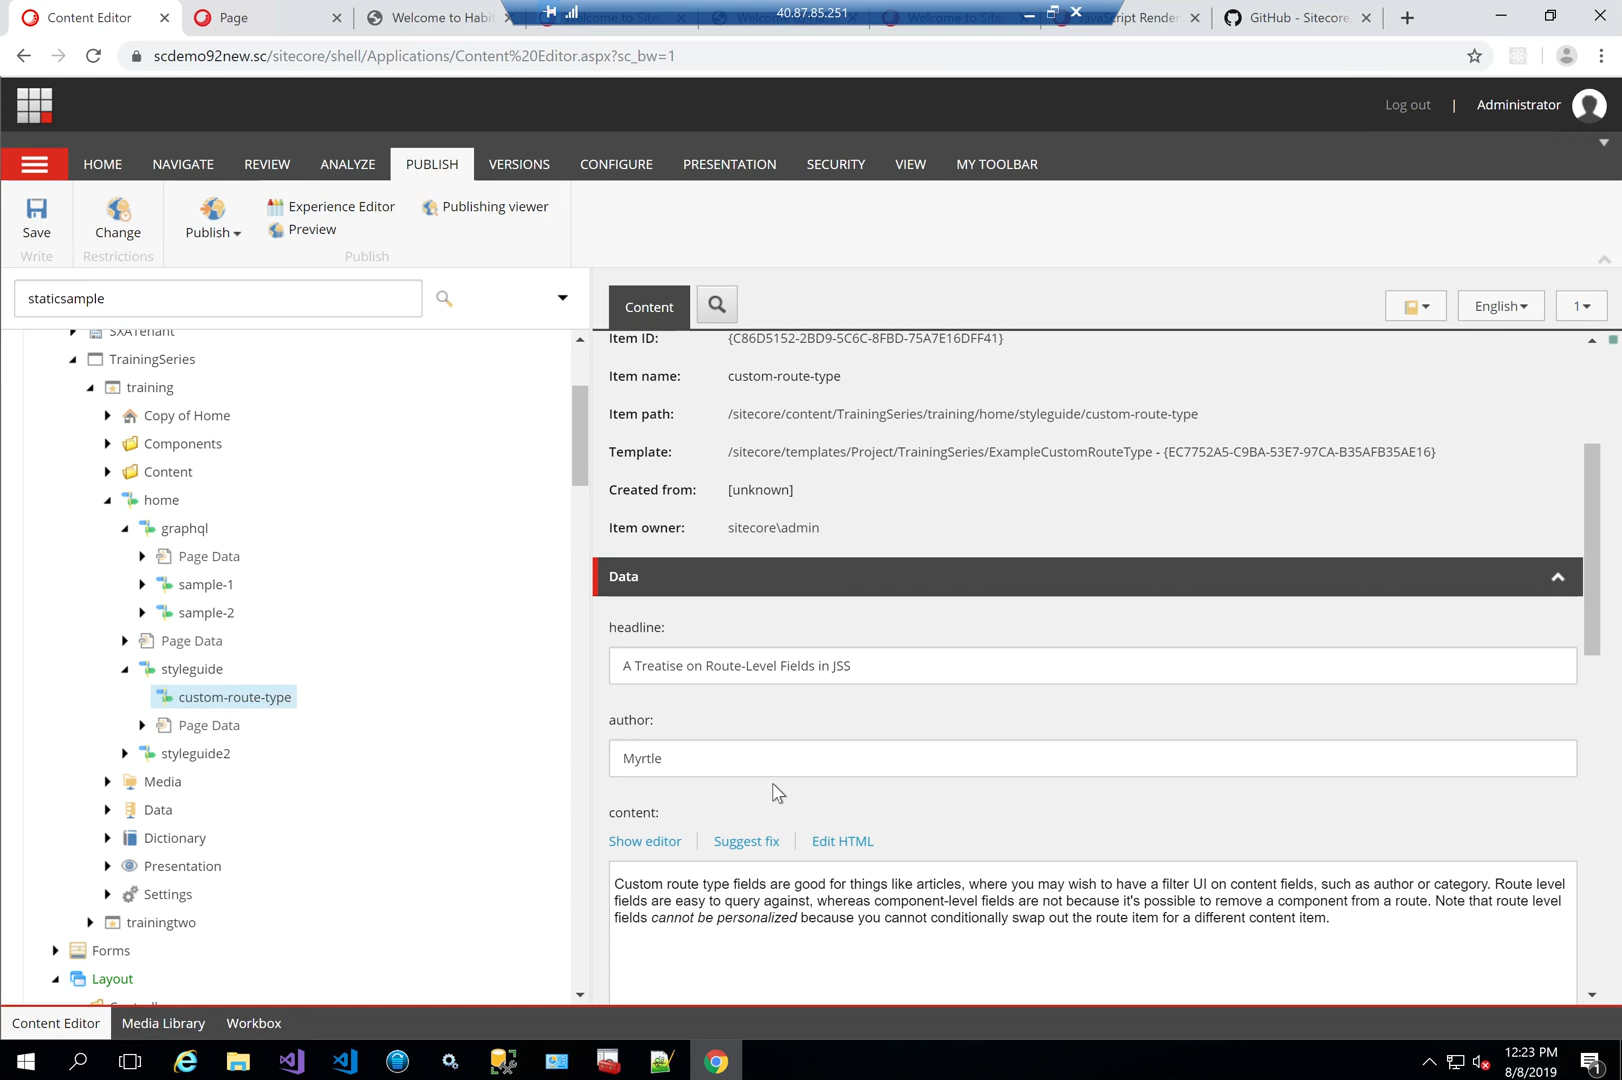 Content Editor
Page
Welcome to Habit
40.87.85.251
Welcome to Sitec
Welcome to Site
JavaScript Render
GitHub - Sitecore
scdemo92new.sc/sitecore/shell/Applications/Content%20Editor.aspx?sc_bw=1
Log out | Administrator
HOME NAVIGATE REVIEW ANALYZE PUBLISH VERSIONS CONFIGURE PRESENTATION SECURITY VIEW MY TOOLBAR
Save
Write
Change
Restrictions
Publish
Experience Editor
Preview
Publishing viewer
Publish
staticsample
SXATenant
TrainingSeries
training
Copy of Home
Components
Content
home
graphql
Page Data
sample-1
sample-2
Page Data
styleguide
custom-route-type
Page Data
styleguide2
Media
Data
Dictionary
Presentation
Settings
trainingtwo
Forms
Layout
Content
English
1
Item ID: {C86D5152-2BD9-5C6C-8FBD-75A7E16DFF41}
Item name: custom-route-type
Item path: /sitecore/content/TrainingSeries/training/home/styleguide/custom-route-type
Template: /sitecore/templates/Project/TrainingSeries/ExampleCustomRouteType - {EC7752A5-C9BA-53E7-97CA-B35AFB35AE16}
Created from: [unknown]
Item owner: sitecore\admin
Data
headline:
A Treatise on Route-Level Fields in JSS
author:
Myrtle
content:
Show editor Suggest fix Edit HTML
Custom route type fields are good for things like articles, where you may wish to have a filter UI on content fields, such as author or category. Route level
fields are easy to query against, whereas component-level fields are not because it's possible to remove a component from a route. Note that route level
fields cannot be personalized because you cannot conditionally swap out the route item for a different content item.
Content Editor Media Library Workbox
12:23 PM
8/8/2019
1